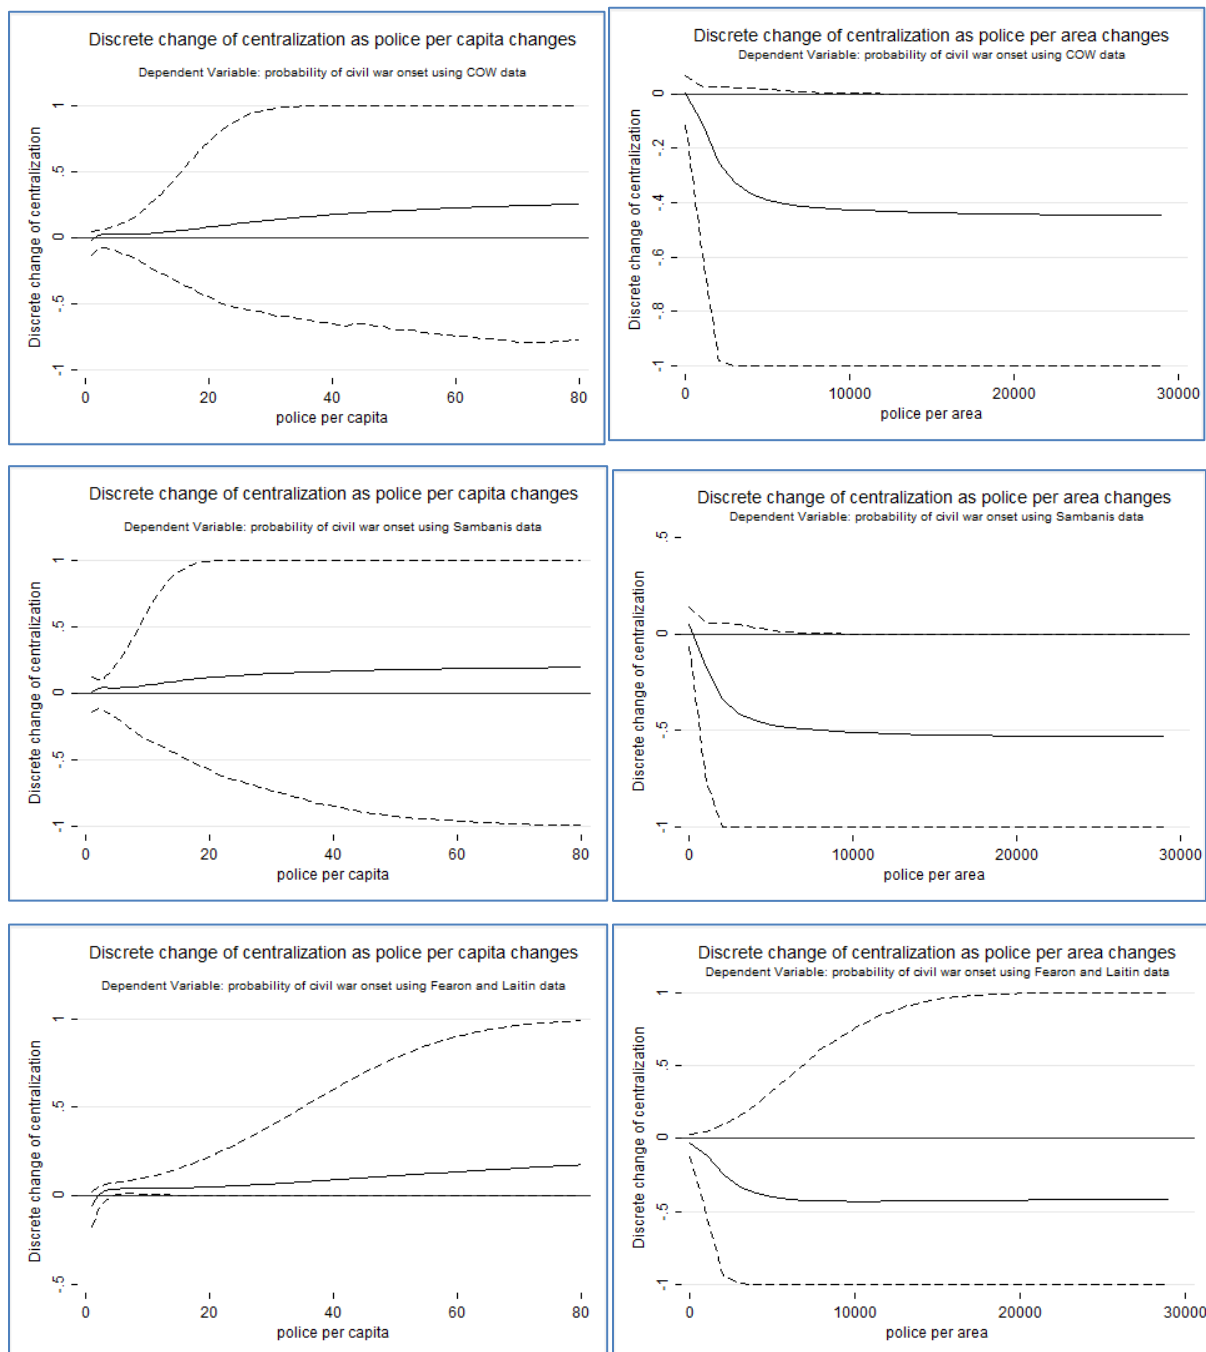 Discrete change of centralization as police per capita changes
Dependent Variable: probability of civil war onset using COW data
Discrete change of centralization
1
.5
0
-.5
-1
0 20 40 60 80
police per capita
Discrete change of centralization as police per area changes
Dependent Variable: probability of civil war onset using COW data
Discrete change of centralization
0
-.2
-.4
-.6
-.8
-1
0 10000 20000 30000
police per area
Discrete change of centralization as police per capita changes
Dependent Variable: probability of civil war onset using Sambanis data
Discrete change of centralization
1
.5
0
-.5
-1
0 20 40 60 80
police per capita
Discrete change of centralization as police per area changes
Dependent Variable: probability of civil war onset using Sambanis data
Discrete change of centralization
.5
0
-.5
-1
0 10000 20000 30000
police per area
Discrete change of centralization as police per capita changes
Dependent Variable: probability of civil war onset using Fearon and Laitin data
Discrete change of centralization
1
.5
0
-.5
0 20 40 60 80
police per capita
Discrete change of centralization as police per area changes
Dependent Variable: probability of civil war onset using Fearon and Laitin data
Discrete change of centralization
1
.5
0
-.5
-1
0 10000 20000 30000
police per area